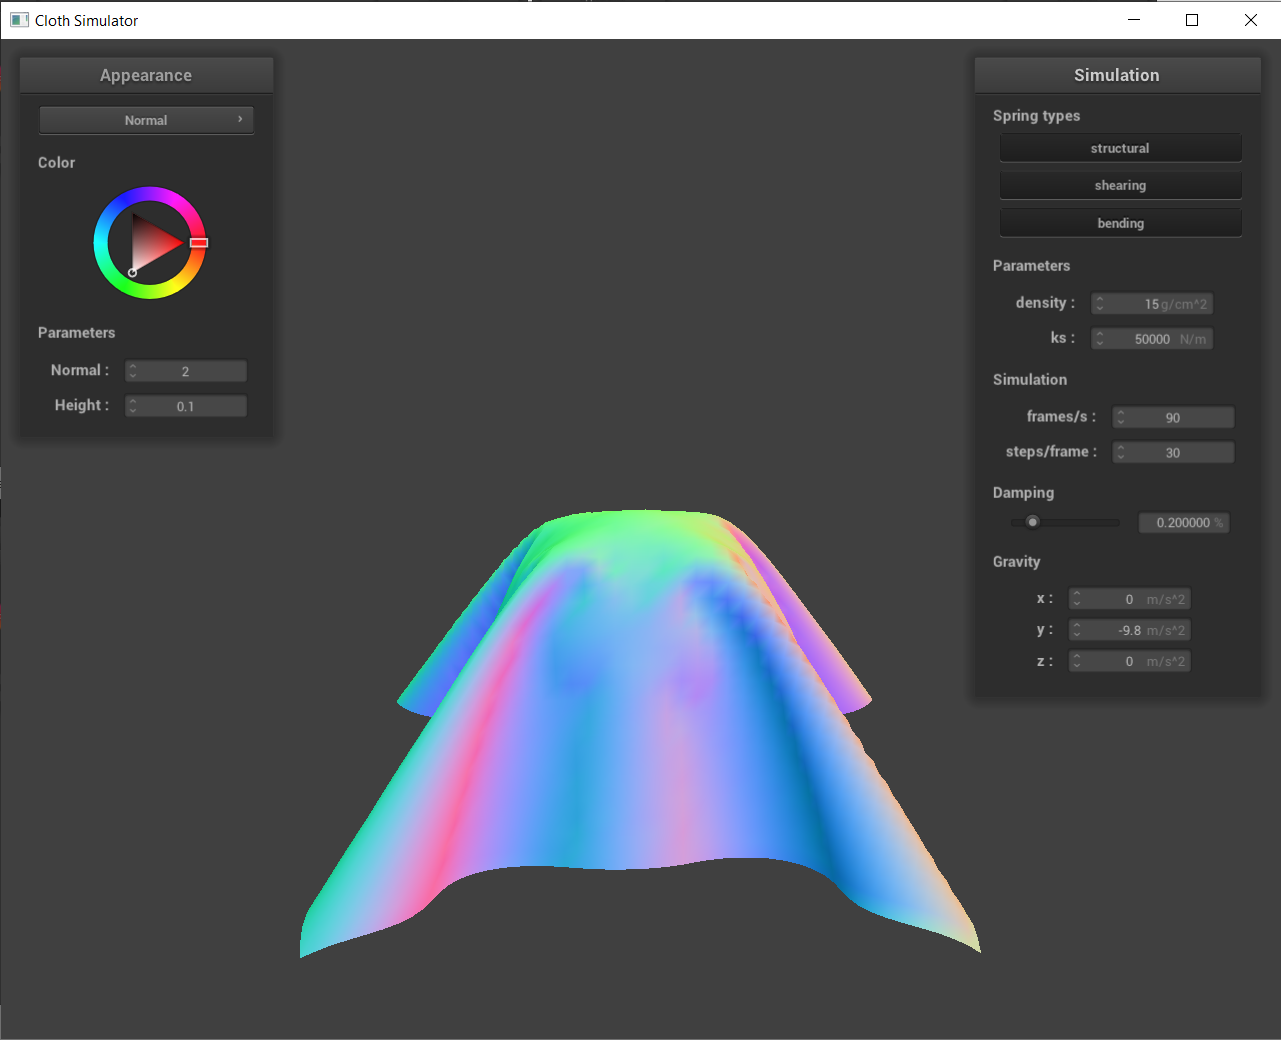 Cloth Simulator
Appearance
Normal
Color
Parameters
Normal :
2
Height :
0.1
Simulation
Spring types
structural
shearing
bending
Parameters
density :
15 g/cm^2
ks :
50000 N/m
Simulation
frames/s :
90
steps/frame :
30
Damping
0.200000 %
Gravity
x :
0 m/s^2
y :
-9.8 m/s^2
z :
0 m/s^2